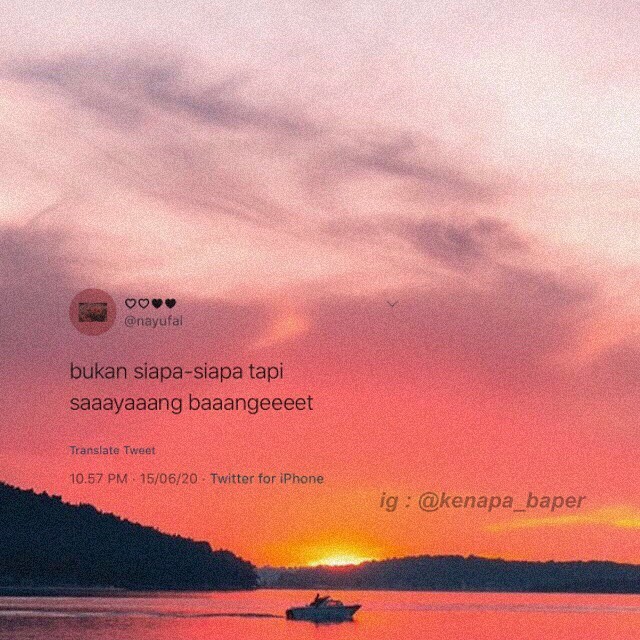 ♡♡♥♥
@nayufal
bukan siapa-siapa tapi
saaayaaang baaangeeeet
Translate Tweet
10.57 PM · 15/06/20 · Twitter for iPhone
ig : @kenapa_baper